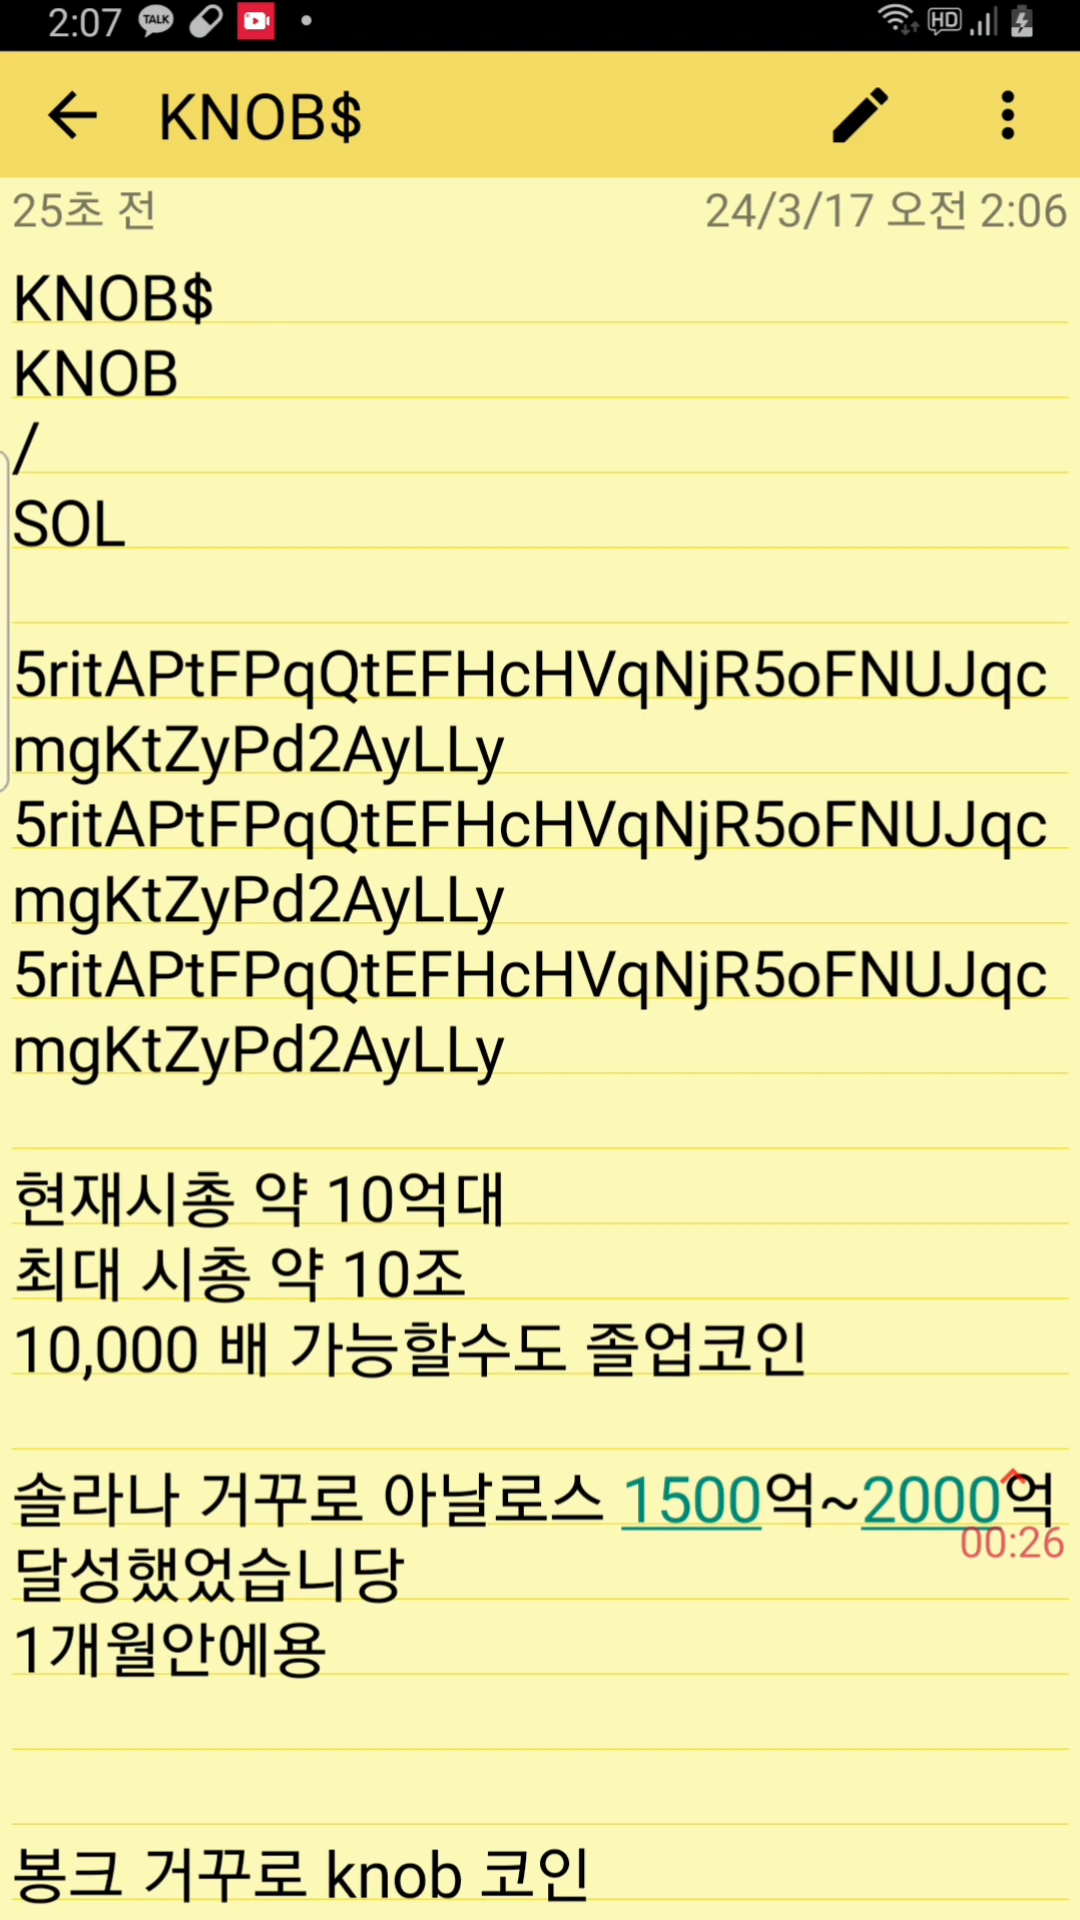 2:07 TALK HD
KNOB$
25초 전 24/3/17 오전 2:06
KNOB$
KNOB
/
SOL
5ritAPtFPqQtEFHcHVqNjR5oFNUJqc
mgKtZyPd2AyLLy
5ritAPtFPqQtEFHcHVqNjR5oFNUJqc
mgKtZyPd2AyLLy
5ritAPtFPqQtEFHcHVqNjR5oFNUJqc
mgKtZyPd2AyLLy
현재시총 약 10억대
최대 시총 약 10조
10,000 배 가능할수도 졸업코인
솔라나 거꾸로 아날로스 1500억~2000억
00:26
달성했었습니당
1개월안에용
봉크 거꾸로 knob 코인